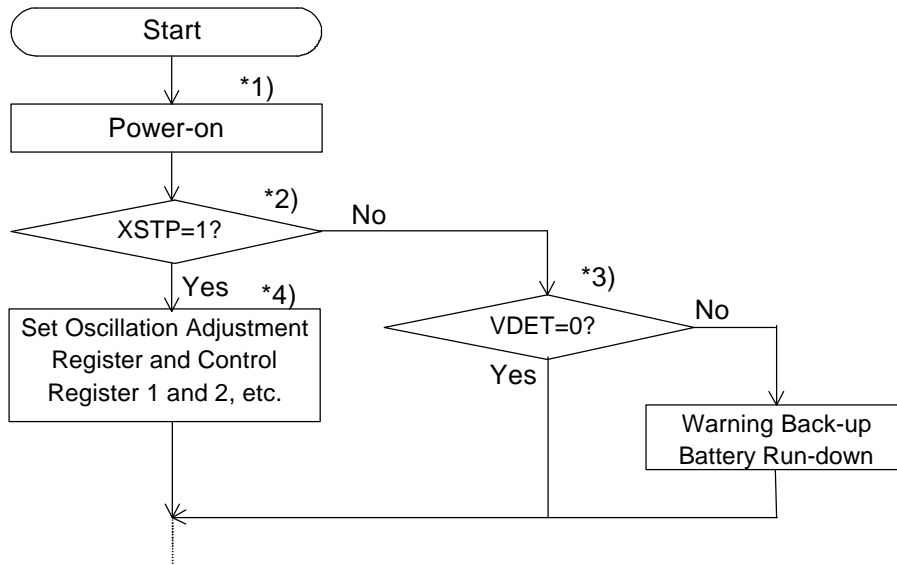 Start
*1)
Power-on
*2)
XSTP=1?
No
Yes
*3)
VDET=0?
No
Yes
*4)
Set Oscillation Adjustment
Register and Control
Register 1 and 2, etc.
Warning Back-up
Battery Run-down